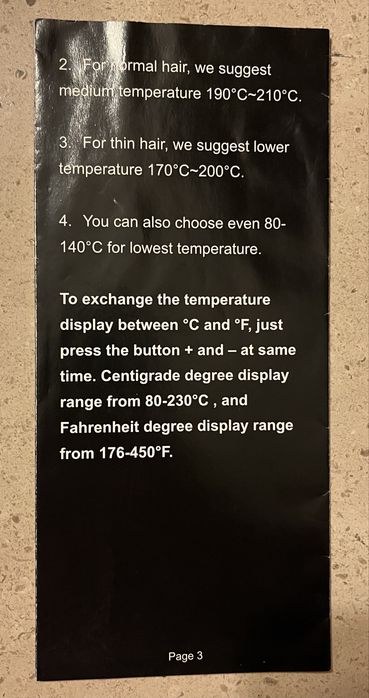 2. For normal hair, we suggest
medium temperature 190°C~210°C.
3. For thin hair, we suggest lower
temperature 170°C~200°C.
4. You can also choose even 80-
140°C for lowest temperature.
To exchange the temperature
display between °C and °F, just
press the button + and – at same
time. Centigrade degree display
range from 80-230°C , and
Fahrenheit degree display range
from 176-450°F.
Page 3